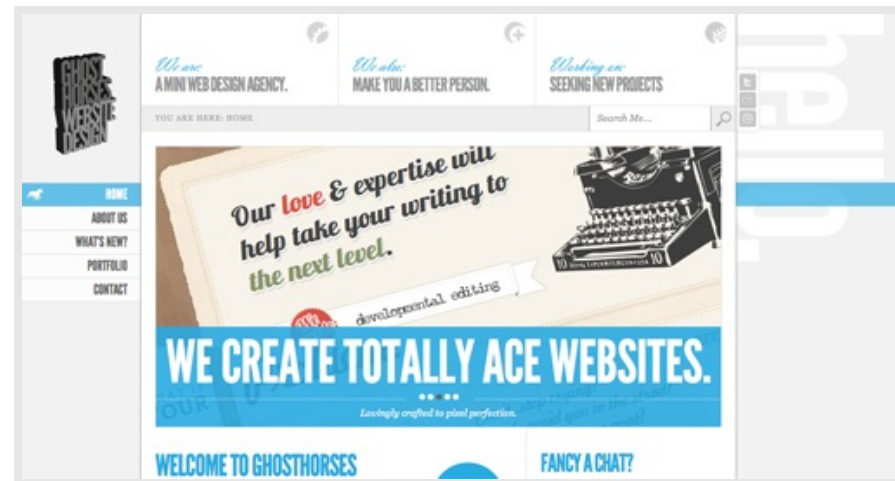 GHOST
HORSES
WEBSITE
DESIGN
We are:
A MINI WEB DESIGN AGENCY.
We also:
MAKE YOU A BETTER PERSON.
Working on:
SEEKING NEW PROJECTS
YOU ARE HERE: HOME
Search Me...
HOME
ABOUT US
WHAT'S NEW?
PORTFOLIO
CONTACT
hello.
Our love & expertise will
help take your writing to
the next level.
10
10
developmental editing
WE CREATE TOTALLY ACE WEBSITES.
Lovingly crafted to pixel perfection.
WELCOME TO GHOSTHORSES
FANCY A CHAT?